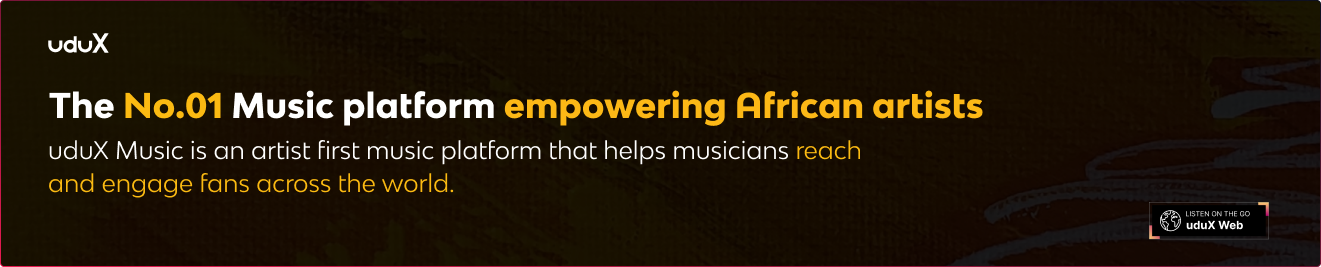 uduX
The No.01 Music platform empowering African artists
uduX Music is an artist first music platform that helps musicians reach
and engage fans across the world.
LISTEN ON THE GO
uduX Web